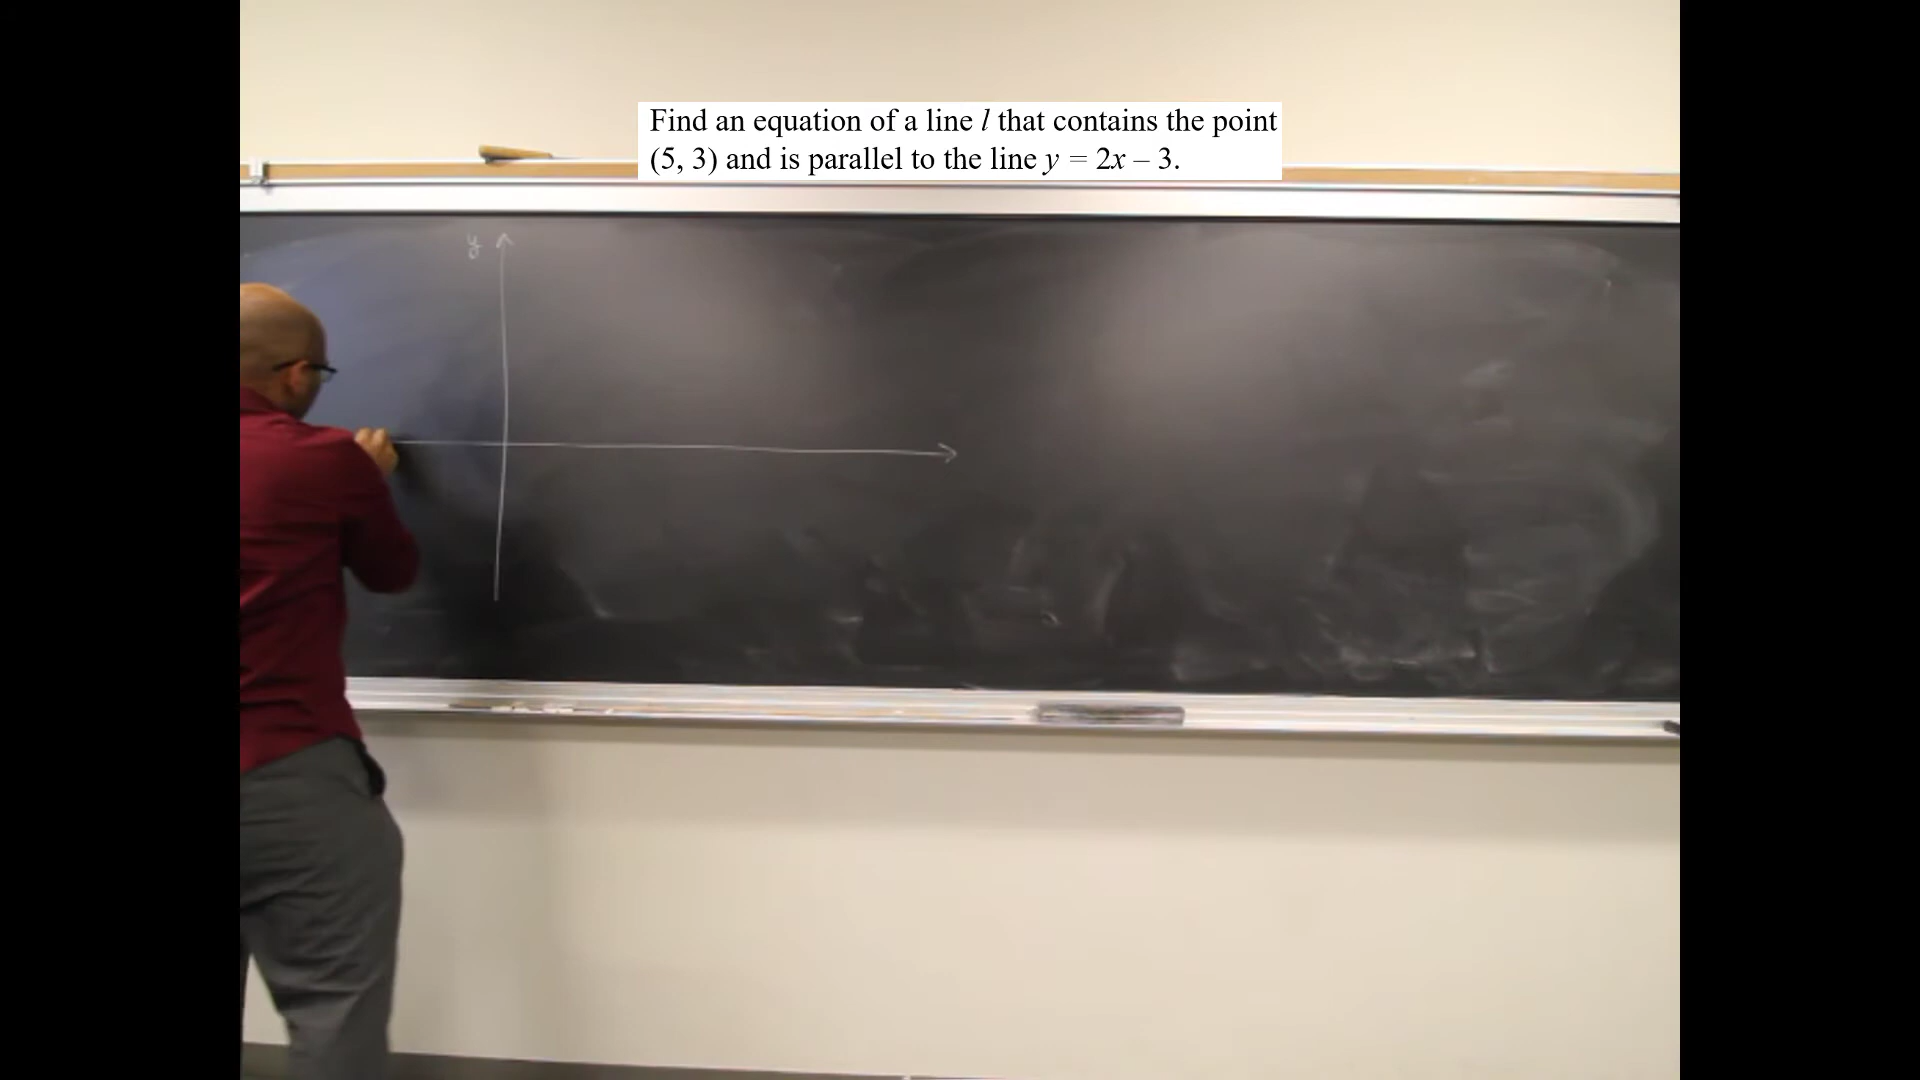 Find an equation of a line l that contains the point
(5, 3) and is parallel to the line y = 2x – 3.
y